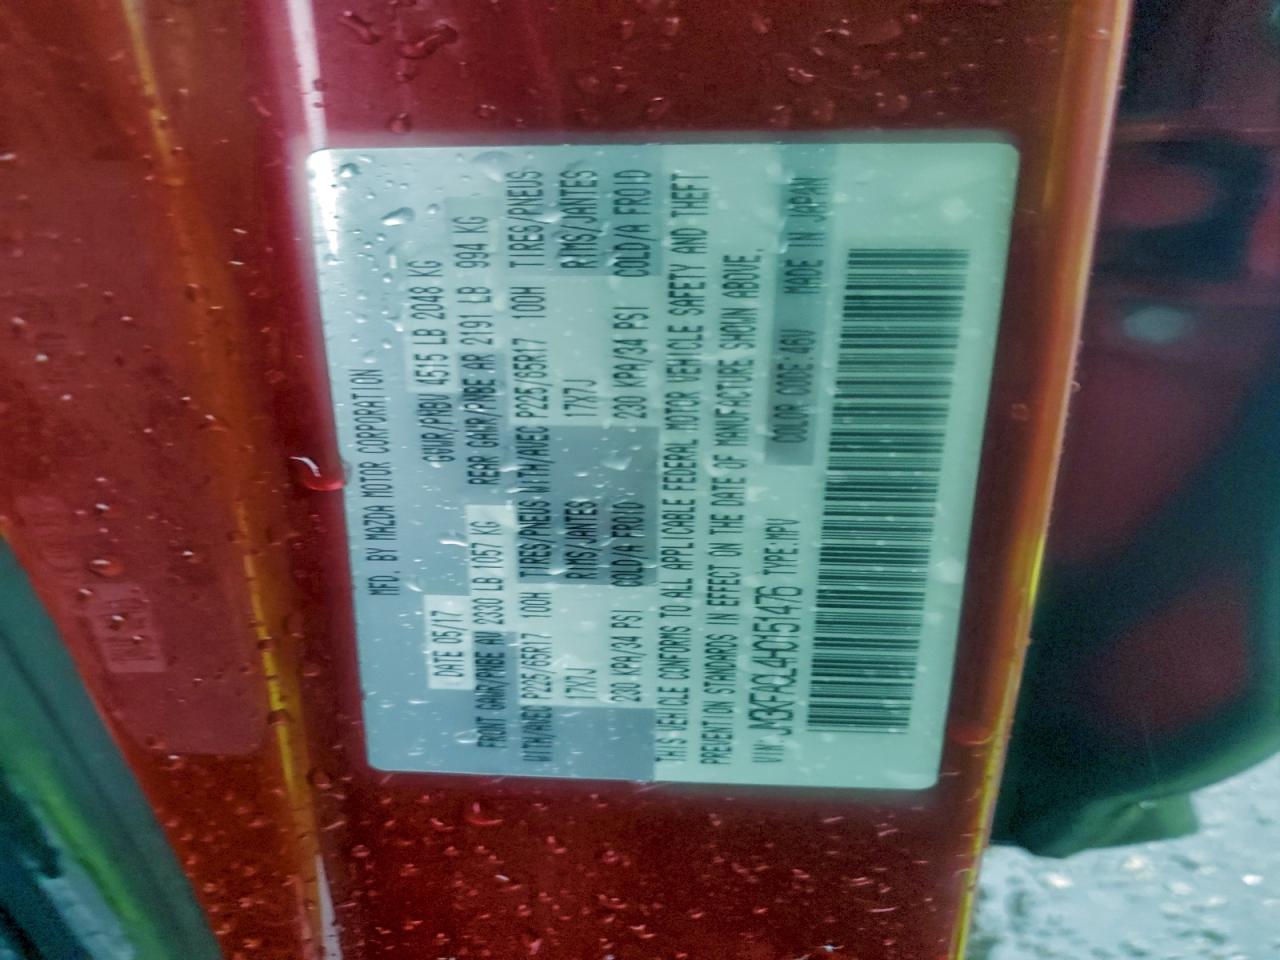 MFD. BY MAZDA MOTOR CORPORATION
DATE 05/17 GVWR/PNBV 4515 LB 2048 KG
FRONT GAWR/PNBE AV 2330 LB 1057 KG REAR GAWR/PNBE AR 2191 LB 994 KG
WITH/AVEC P225/65R17 100H TIRES/PNEUS WITH/AVEC P225/65R17 100H TIRES/PNEUS
17X7J RIMS/JANTES 17X7J RIMS/JANTES
230 KPA/34 PSI COLD/A FROID 230 KPA/34 PSI COLD/A FROID
THIS VEHICLE CONFORMS TO ALL APPLICABLE FEDERAL MOTOR VEHICLE SAFETY AND THEFT
PREVENTION STANDARDS IN EFFECT ON THE DATE OF MANUFACTURE SHOWN ABOVE.
VIN: JM3KFACL4H0151476 TYPE:MPV COLOR CODE 46V MADE IN JAPAN